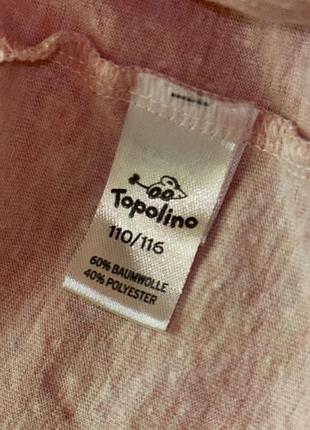 Topolino
110/116
60% BAUMWOLLE
40% POLYESTER